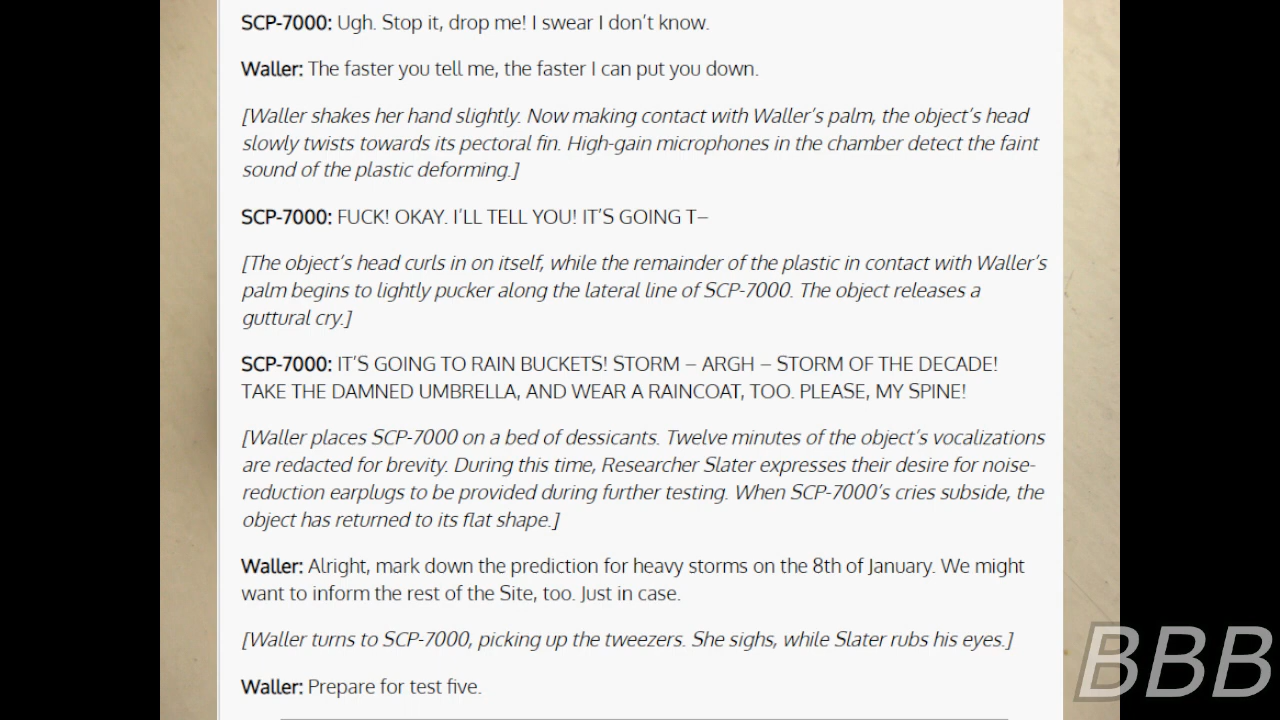 SCP-7000: Ugh. Stop it, drop me! I swear I don’t know.
Waller: The faster you tell me, the faster I can put you down.
[Waller shakes her hand slightly. Now making contact with Waller’s palm, the object’s head
slowly twists towards its pectoral fin. High-gain microphones in the chamber detect the faint
sound of the plastic deforming.]
SCP-7000: FUCK! OKAY. I’LL TELL YOU! IT’S GOING T–
[The object’s head curls in on itself, while the remainder of the plastic in contact with Waller’s
palm begins to lightly pucker along the lateral line of SCP-7000. The object releases a
guttural cry.]
SCP-7000: IT’S GOING TO RAIN BUCKETS! STORM – ARGH – STORM OF THE DECADE!
TAKE THE DAMNED UMBRELLA, AND WEAR A RAINCOAT, TOO. PLEASE, MY SPINE!
[Waller places SCP-7000 on a bed of dessicants. Twelve minutes of the object’s vocalizations
are redacted for brevity. During this time, Researcher Slater expresses their desire for noise-
reduction earplugs to be provided during further testing. When SCP-7000’s cries subside, the
object has returned to its flat shape.]
Waller: Alright, mark down the prediction for heavy storms on the 8th of January. We might
want to inform the rest of the Site, too. Just in case.
[Waller turns to SCP-7000, picking up the tweezers. She sighs, while Slater rubs his eyes.]
Waller: Prepare for test five.
BBB